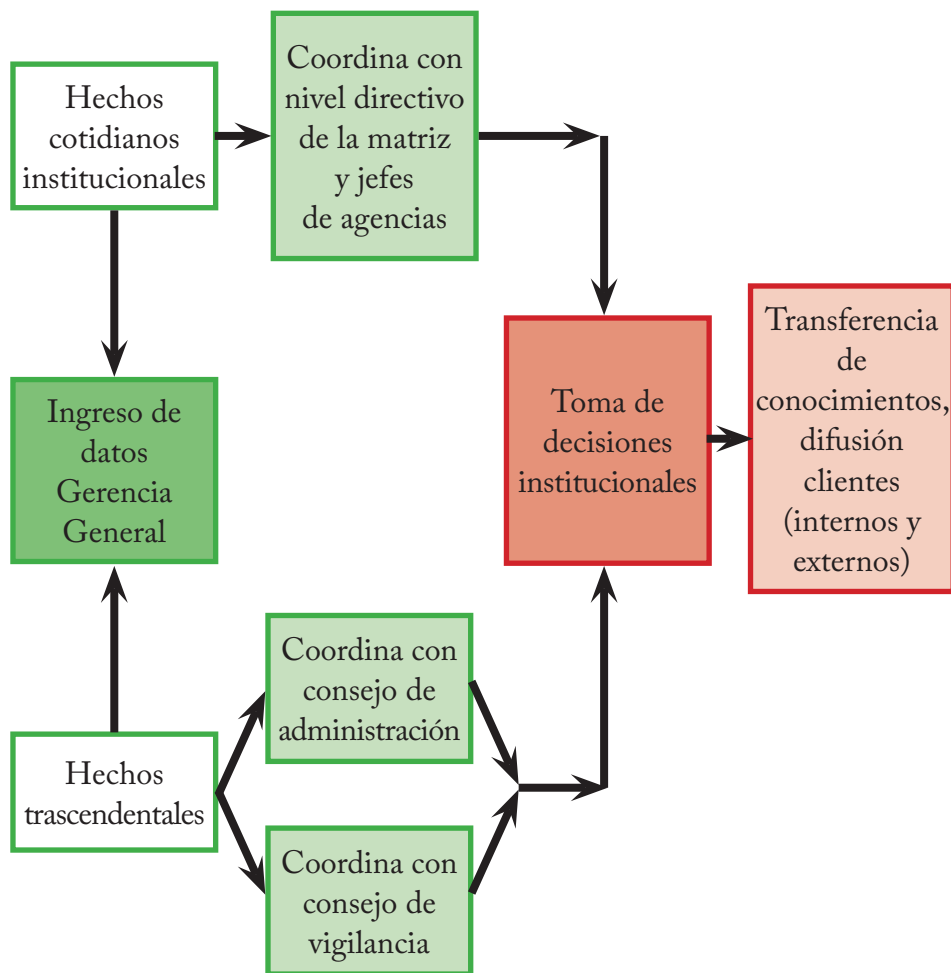 Hechos
cotidianos
institucionales
Coordina con
nivel directivo
de la matriz
y jefes
de agencias
Ingreso de
datos
Gerencia
General
Toma de
decisiones
institucionales
Transferencia
de
conocimientos,
difusión
clientes
(internos y
externos)
Hechos
trascendentales
Coordina con
consejo de
administración
Coordina con
consejo de
vigilancia